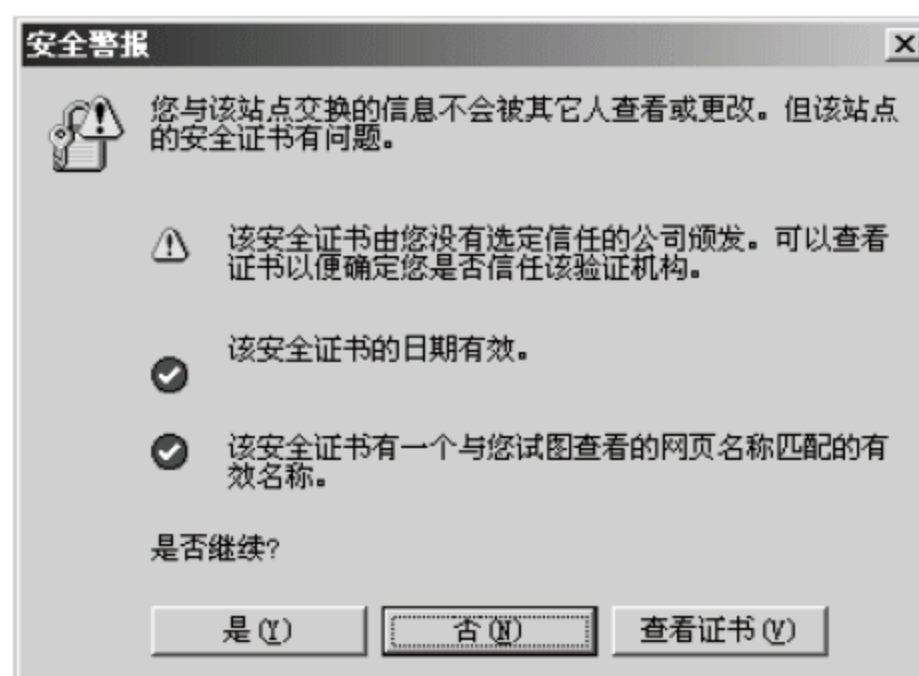 安全警报
您与该站点交换的信息不会被其它人查看或更改。但该站点
的安全证书有问题。
该安全证书由您没有选定信任的公司颁发。可以查看
证书以便确定您是否信任该验证机构。
该安全证书的日期有效。
该安全证书有一个与您试图查看的网页名称匹配的有
效名称。
是否继续?
是(Y)
否(N)
查看证书(V)